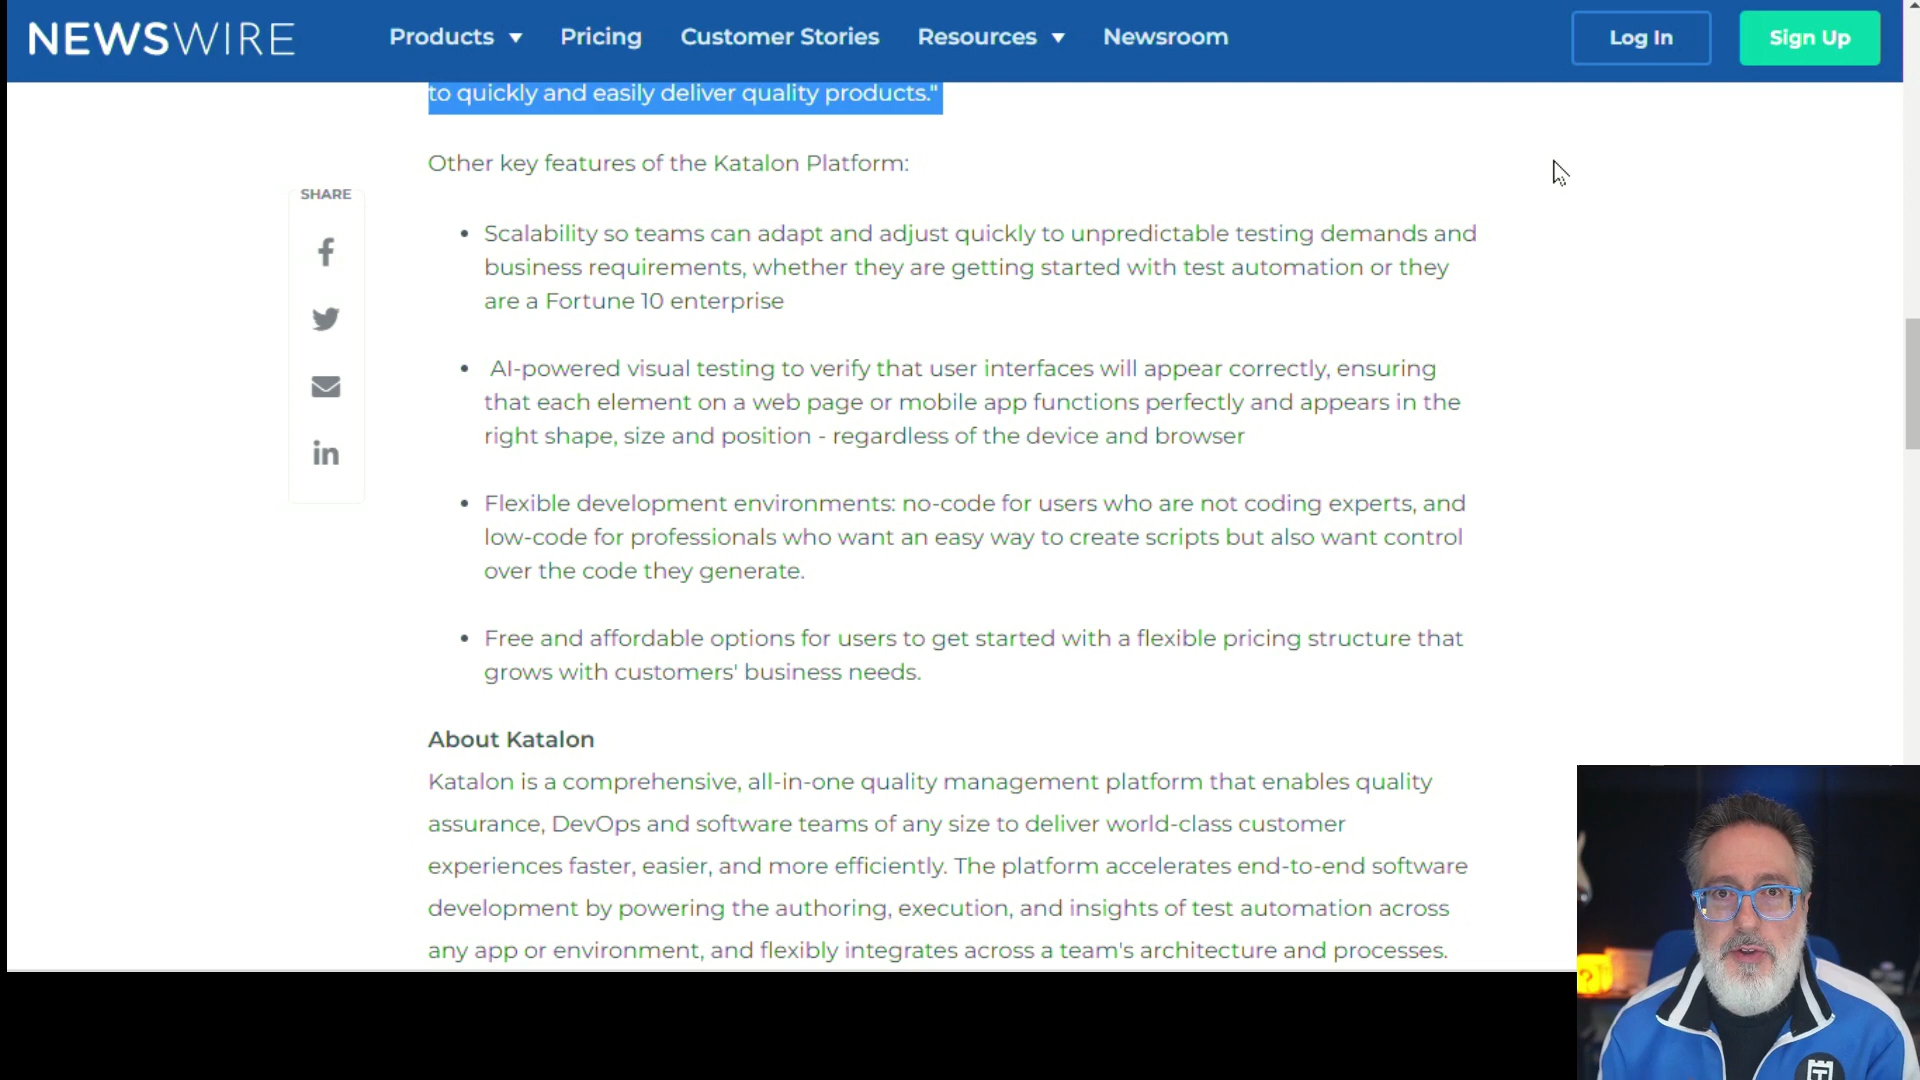 NEWSWIRE
Products
Pricing
Customer Stories
Resources
Newsroom
Log In
Sign Up
to quickly and easily deliver quality products."
Other key features of the Katalon Platform:
SHARE
• Scalability so teams can adapt and adjust quickly to unpredictable testing demands and
business requirements, whether they are getting started with test automation or they
are a Fortune 10 enterprise
• AI-powered visual testing to verify that user interfaces will appear correctly, ensuring
that each element on a web page or mobile app functions perfectly and appears in the
right shape, size and position - regardless of the device and browser
• Flexible development environments: no-code for users who are not coding experts, and
low-code for professionals who want an easy way to create scripts but also want control
over the code they generate.
• Free and affordable options for users to get started with a flexible pricing structure that
grows with customers' business needs.
About Katalon
Katalon is a comprehensive, all-in-one quality management platform that enables quality
assurance, DevOps and software teams of any size to deliver world-class customer
experiences faster, easier, and more efficiently. The platform accelerates end-to-end software
development by powering the authoring, execution, and insights of test automation across
any app or environment, and flexibly integrates across a team's architecture and processes.